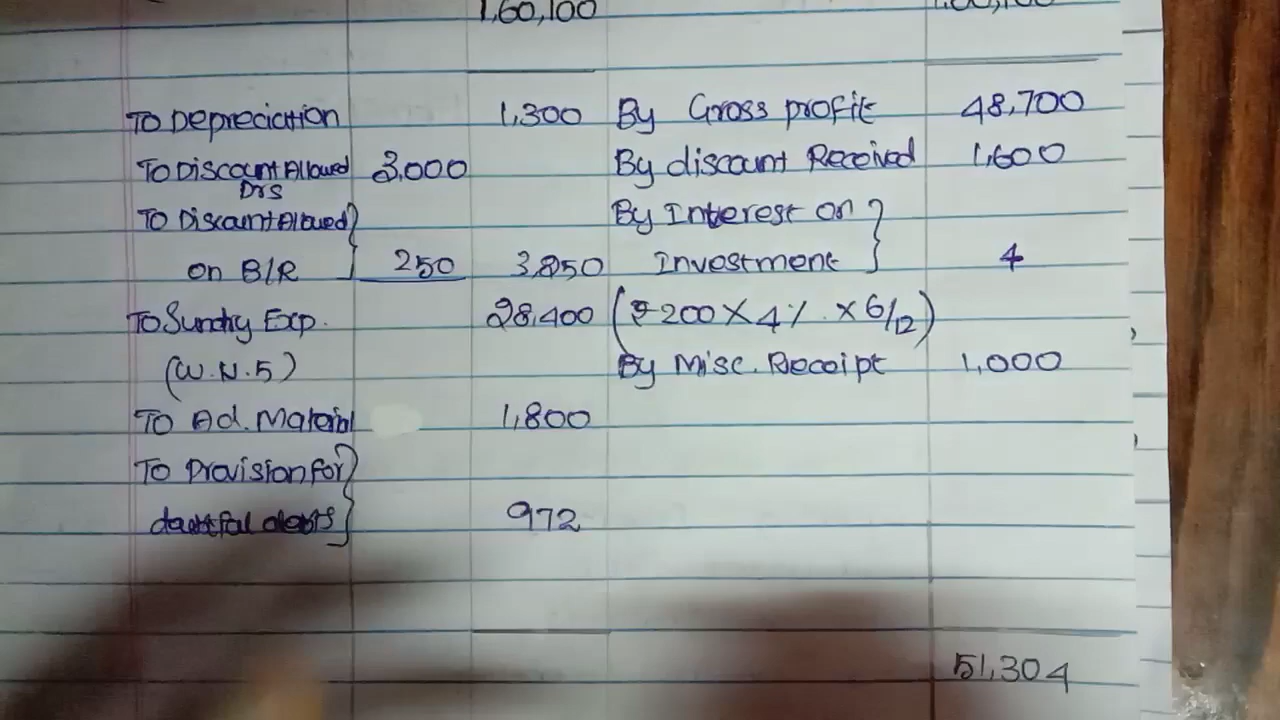 1,60,100
To Depreciation 1,300 By Gross profit 48,700
To Discount Allowed 3,000 By discount Received 1,600
Drs
To Discount Allowed } By Interest on }
on B/R 250 3,250 Investment 4
To Sundry Exp. 28,400 (₹200 X 4% X 6/12)
(W.N.5) By Misc. Receipt 1,000
To Ad. Material 1,800
To Provision for }
doubtful debts 972
51,304